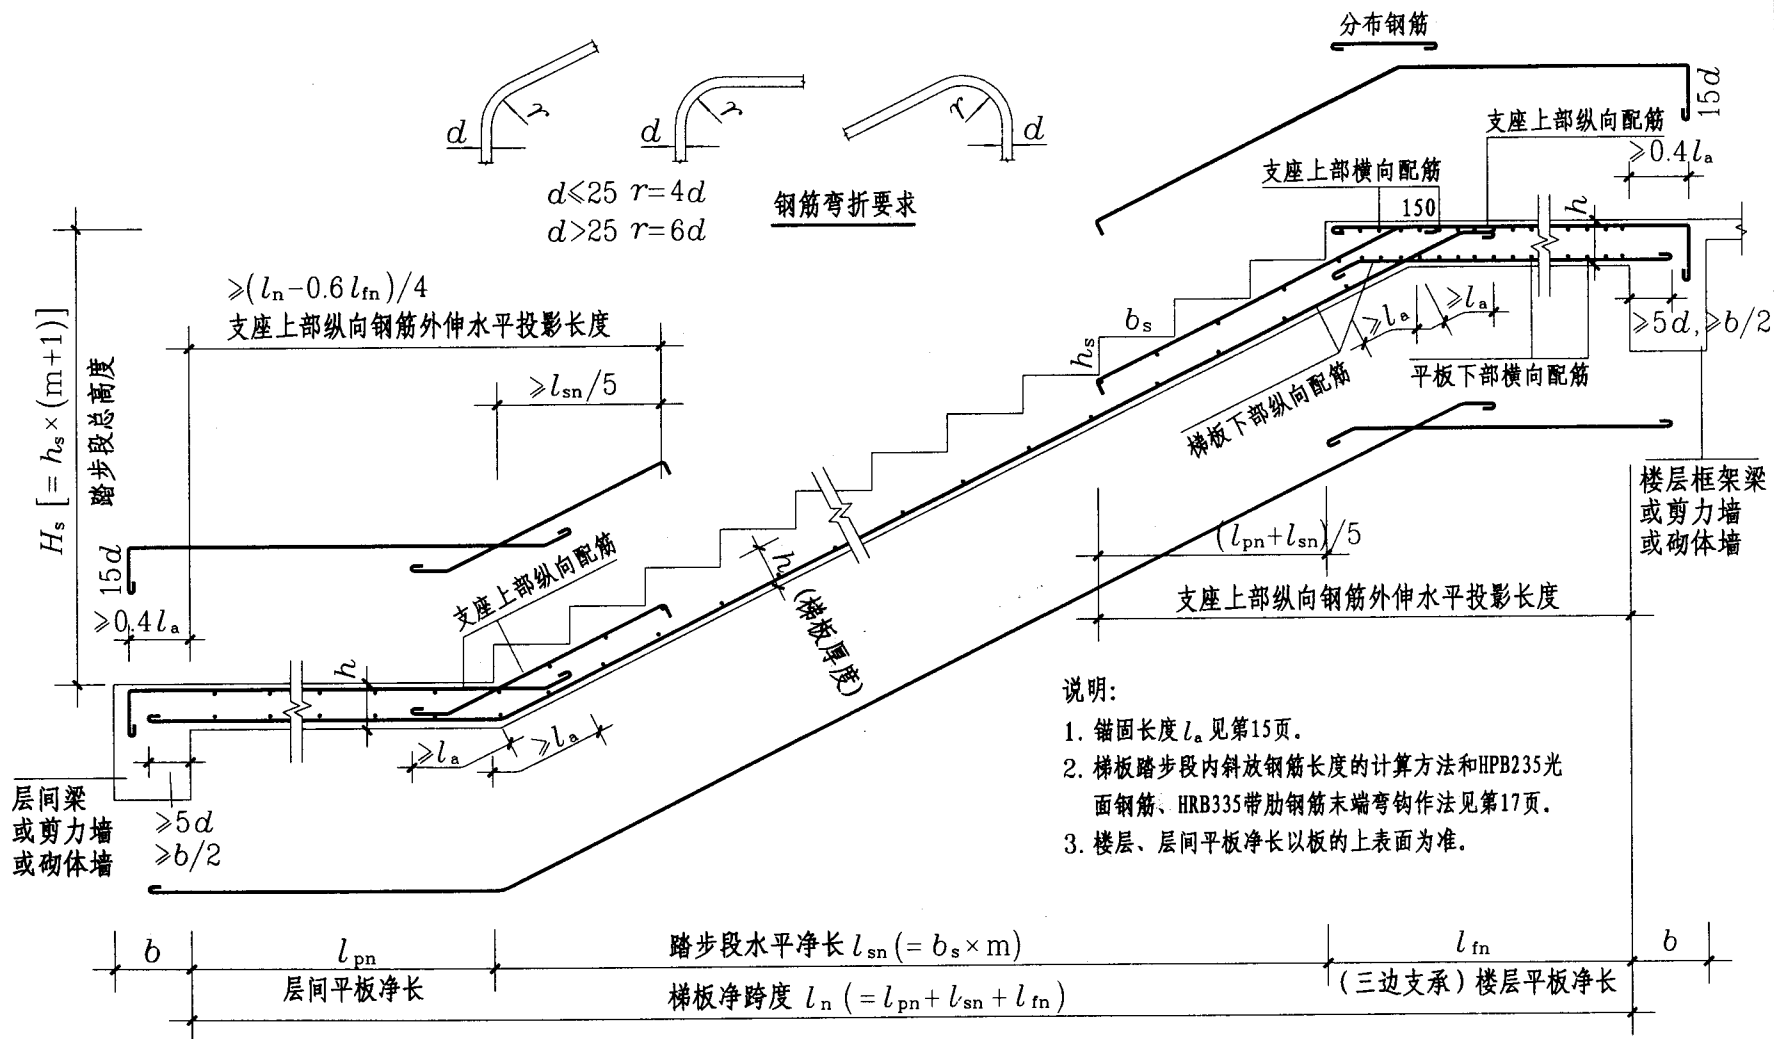 分布钢筋
15d
d
r
d
r
r
d
d≤25 r=4d
d>25 r=6d
钢筋弯折要求
支座上部纵向配筋
≥0.4la
支座上部横向配筋
150
h
≥(ln-0.6lfn)/4
支座上部纵向钢筋外伸水平投影长度
≥lsn/5
Hs[=hs×(m+1)]
踏步段总高度
bs
hs
≥la
≥la
≥5d,≥b/2
平板下部横向配筋
梯板下部纵向配筋
楼层框架梁
或剪力墙
或砌体墙
(lpn+lsn)/5
支座上部纵向钢筋外伸水平投影长度
15d
≥0.4la
支座上部纵向配筋
h
h
(梯板厚度)
≥la
≥la
层间梁
或剪力墙
或砌体墙
≥5d
≥b/2
说明:
1. 锚固长度la见第15页。
2. 梯板踏步段内斜放钢筋长度的计算方法和HPB235光
面钢筋、HRB335带肋钢筋末端弯钩作法见第17页。
3. 楼层、层间平板净长以板的上表面为准。
b
lpn
层间平板净长
踏步段水平净长 lsn(=bs×m)
lfn
(三边支承)楼层平板净长
b
梯板净跨度 ln (=lpn+lsn+lfn)